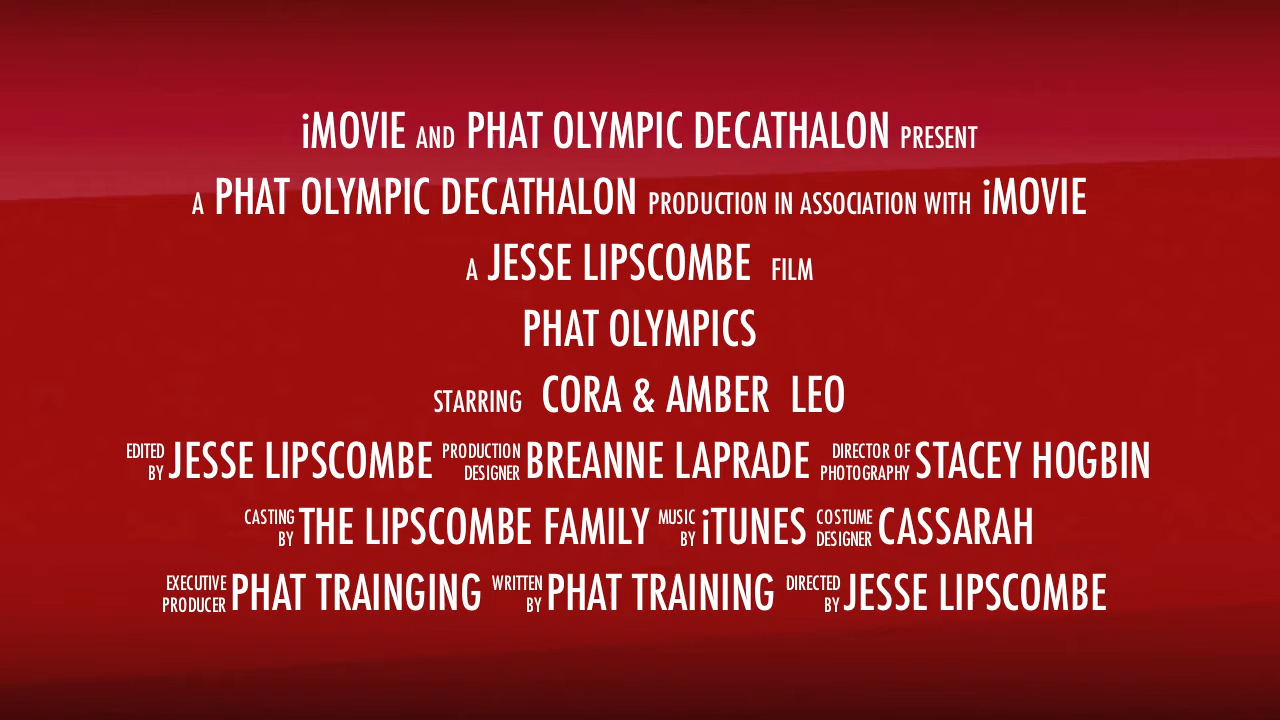 iMOVIE AND PHAT OLYMPIC DECATHALON PRESENT
A PHAT OLYMPIC DECATHALON PRODUCTION IN ASSOCIATION WITH iMOVIE
A JESSE LIPSCOMBE FILM
PHAT OLYMPICS
STARRING CORA & AMBER LEO
EDITED BY JESSE LIPSCOMBE PRODUCTION DESIGNER BREANNE LAPRADE DIRECTOR OF PHOTOGRAPHY STACEY HOGBIN
CASTING BY THE LIPSCOMBE FAMILY MUSIC BY iTUNES COSTUME DESIGNER CASSARAH
EXECUTIVE PRODUCER PHAT TRAINGING WRITTEN BY PHAT TRAINING DIRECTED BY JESSE LIPSCOMBE